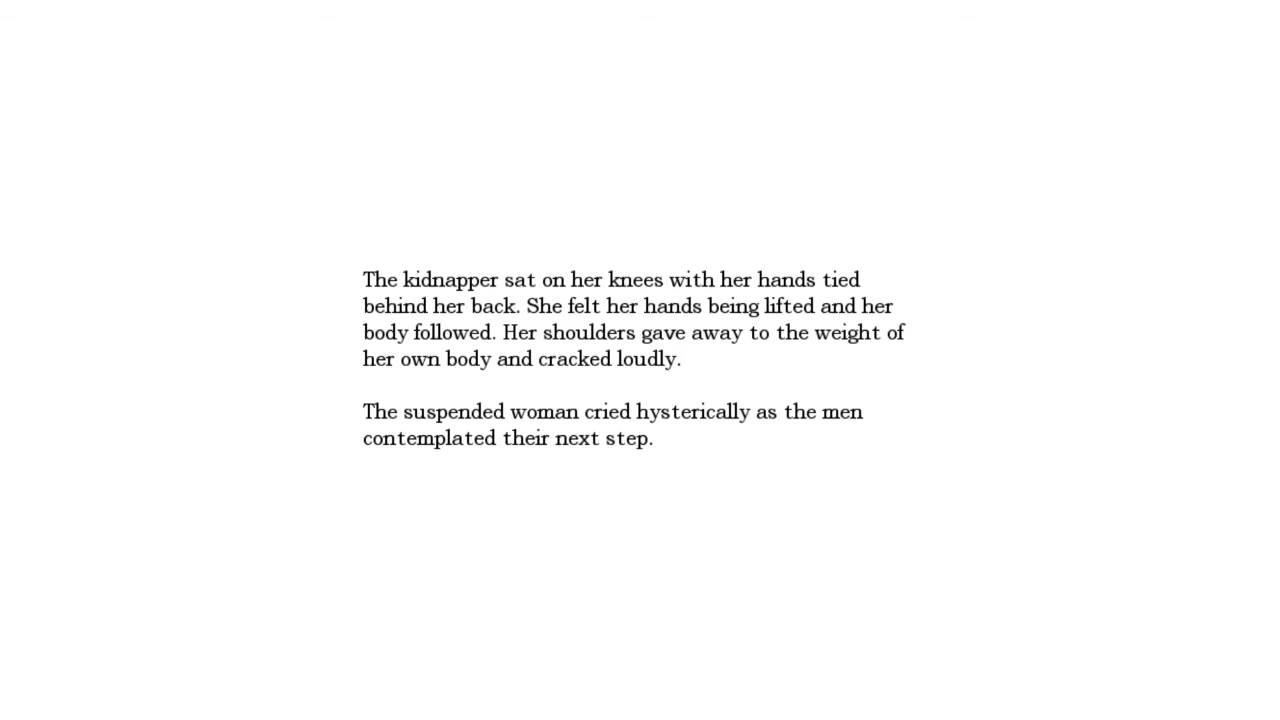 The kidnapper sat on her knees with her hands tied
behind her back. She felt her hands being lifted and her
body followed. Her shoulders gave away to the weight of
her own body and cracked loudly.
The suspended woman cried hysterically as the men
contemplated their next step.